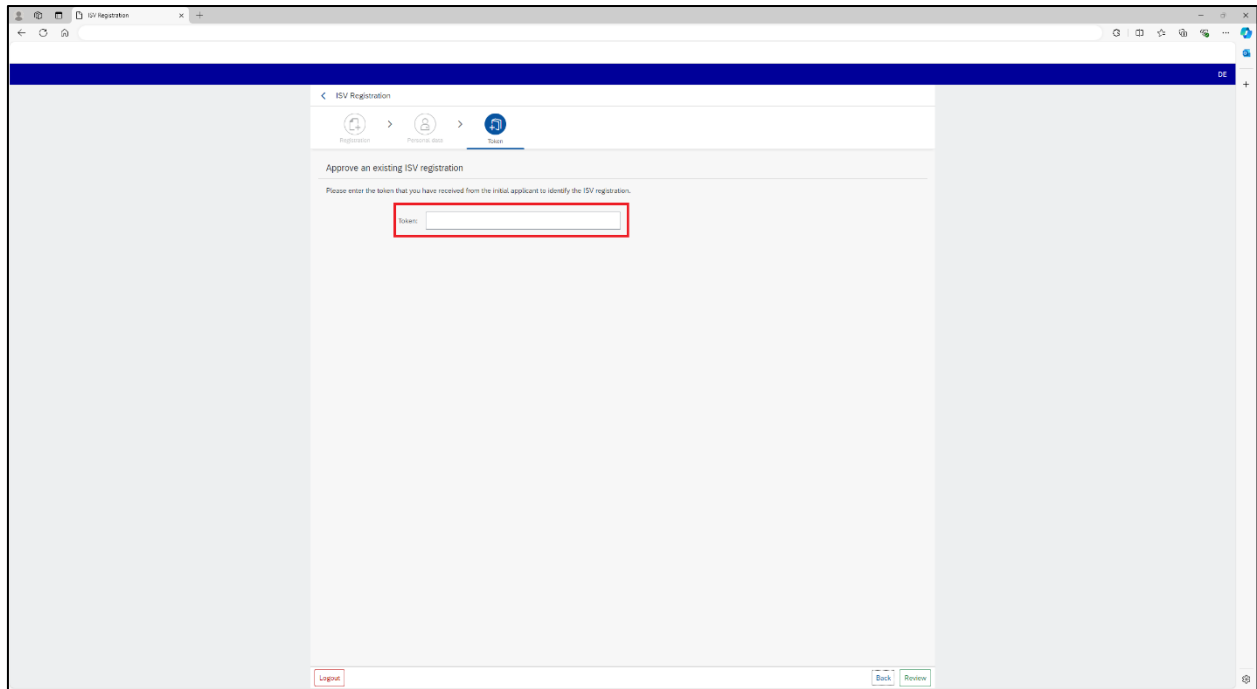 ISV Registration
DE
ISV Registration
Registration
Personal data
Token
Approve an existing ISV registration
Please enter the token that you have received from the initial applicant to identify the ISV registration.
Token:
Logout
Back
Review